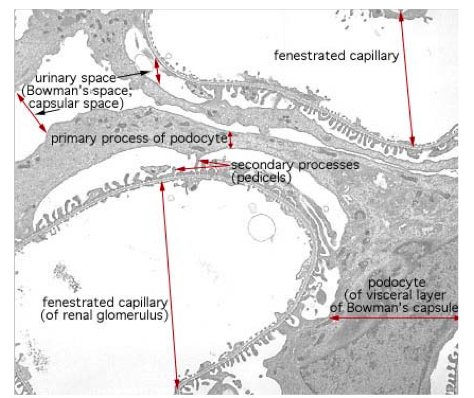 fenestrated capillary
urinary space
(Bowman's space;
capsular space)
primary process of podocyte
secondary processes
(pedicels)
podocyte
(of visceral layer
of Bowman's capsule
fenestrated capillary
(of renal glomerulus)